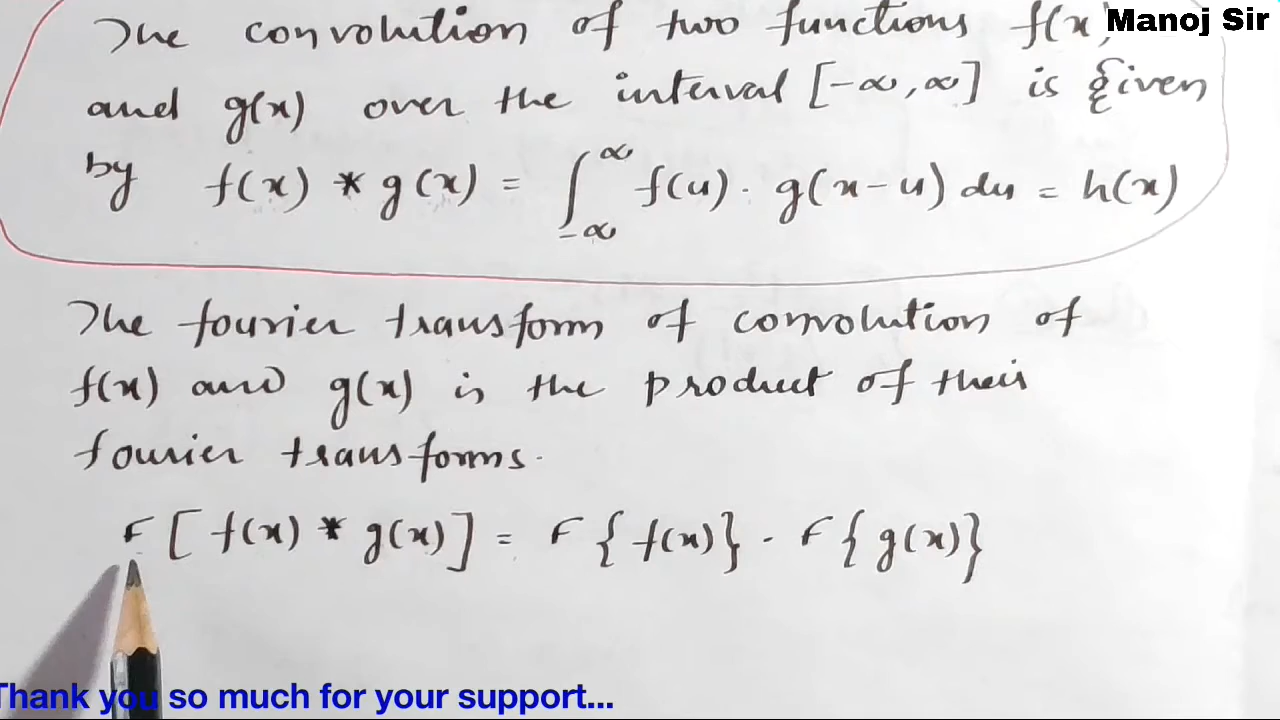 The convolution of two functions f(x)
Manoj Sir
and g(x) over the interval [-∞, ∞] is given
by f(x) * g(x) = ∫_{-∞}^{∞} f(u) · g(x-u) du = h(x)
The fourier transform of convolution of
f(x) and g(x) is the product of their
fourier transforms.
F [ f(x) * g(x) ] = F { f(x) } · F { g(x) }
Thank you so much for your support...